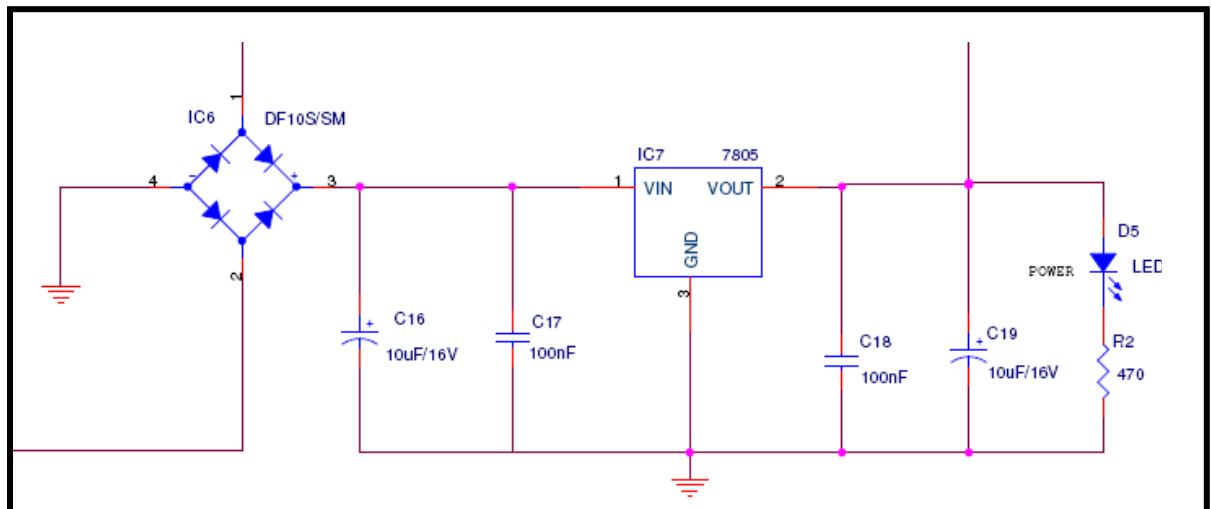 1
IC6 DF10S/SM
- +
4 3
2
IC7 7805
1 VIN VOUT 2
GND
3
C16
10uF/16V
C17
100nF
C18
100nF
C19
10uF/16V
D5
POWER LED
R2
470
+
+